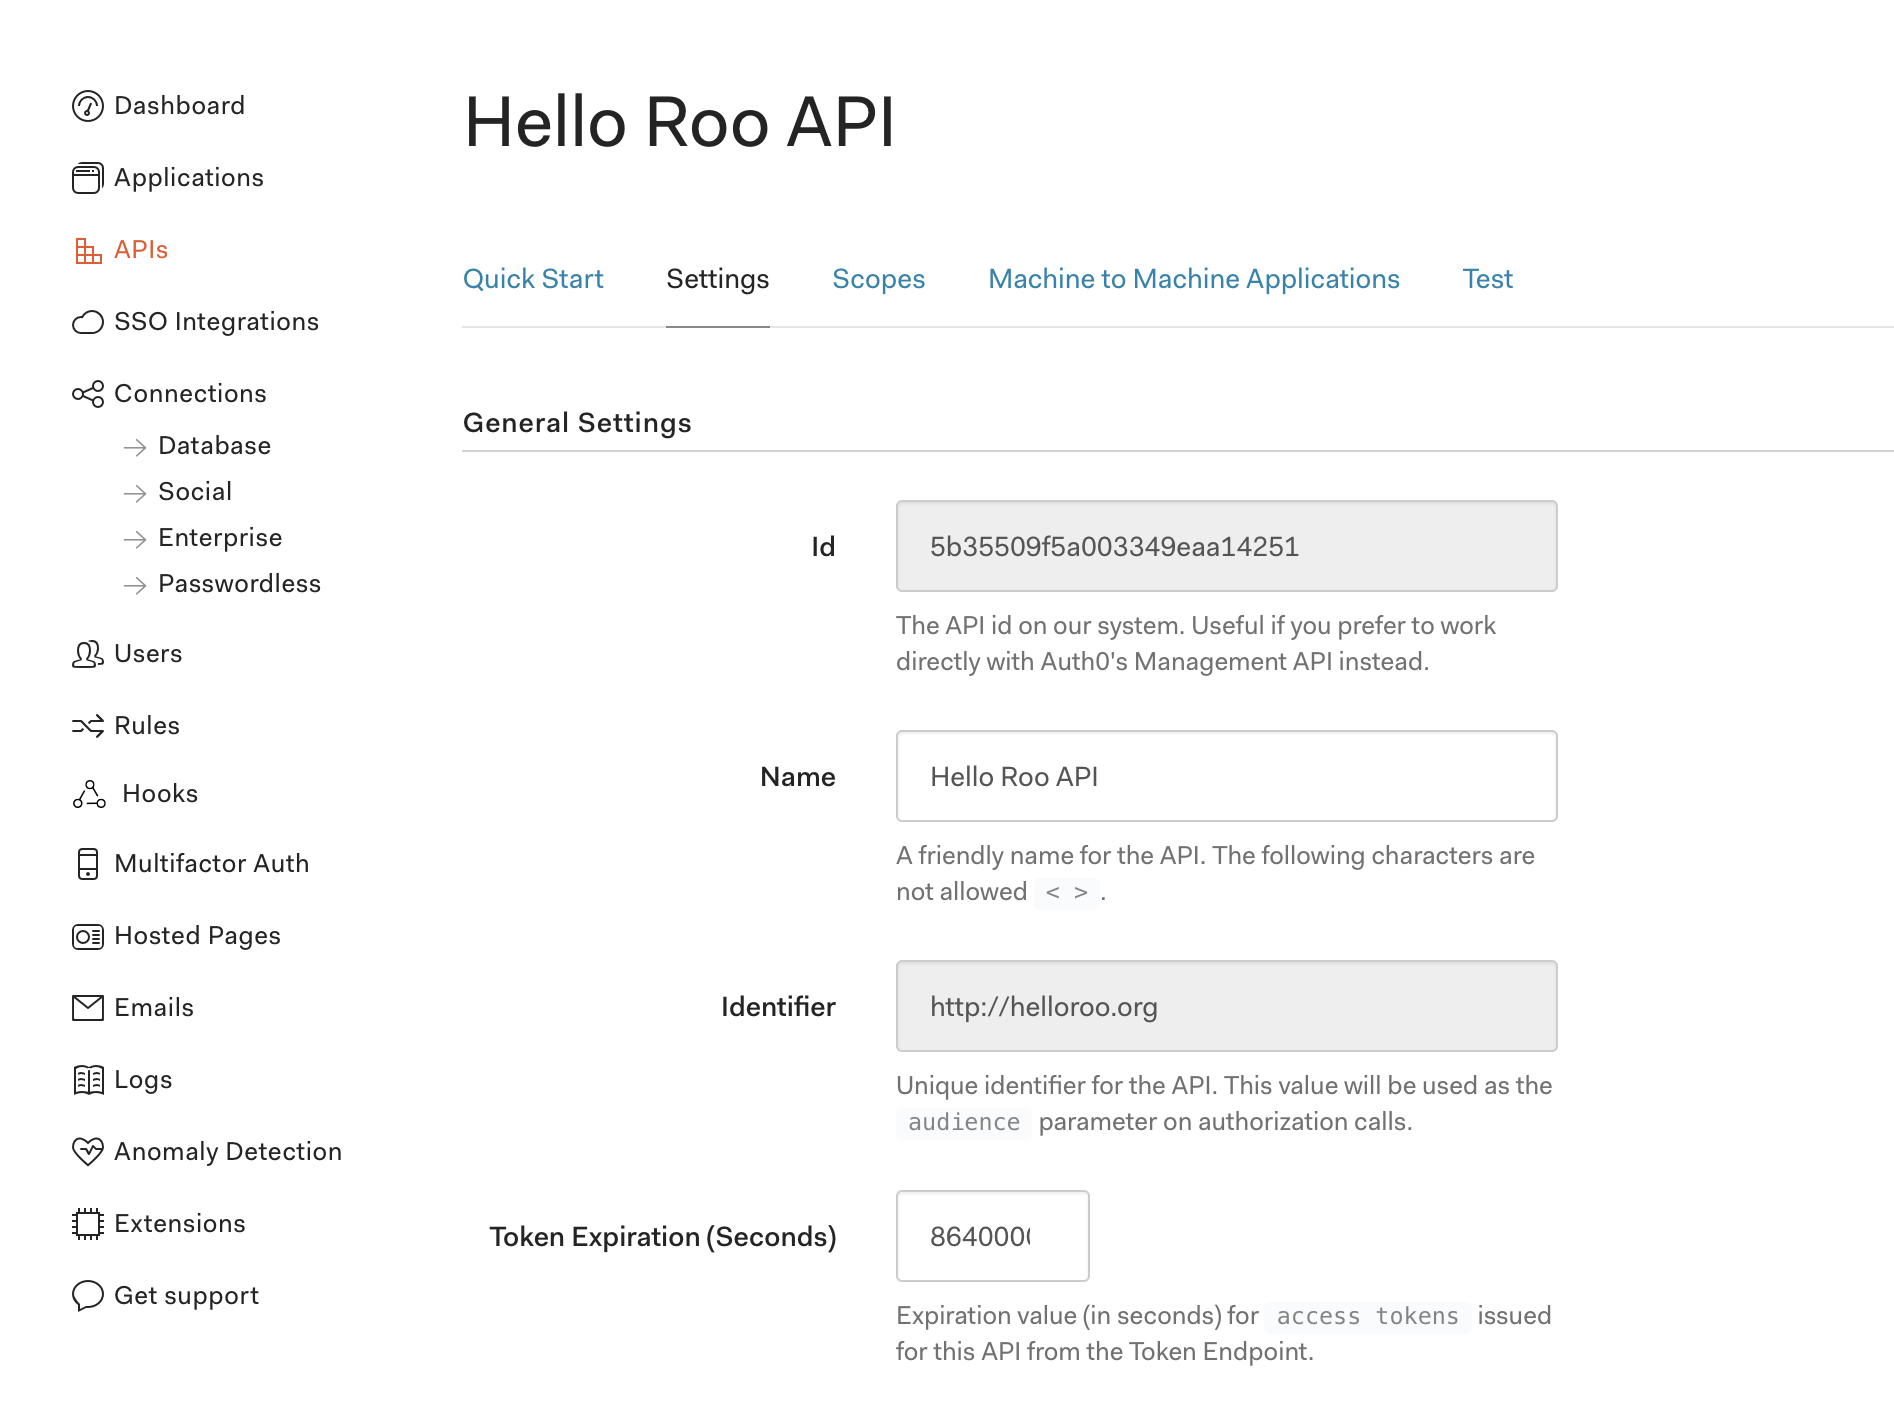 Dashboard
Applications
APIs
SSO Integrations
Connections
Database
Social
Enterprise
Passwordless
Users
Rules
Hooks
Multifactor Auth
Hosted Pages
Emails
Logs
Anomaly Detection
Extensions
Get support
Hello Roo API
Quick Start Settings Scopes Machine to Machine Applications Test
General Settings
Id
5b35509f5a003349eaa14251
The API id on our system. Useful if you prefer to work
directly with Auth0's Management API instead.
Name
Hello Roo API
A friendly name for the API. The following characters are
not allowed < > .
Identifier
http://helloroo.org
Unique identifier for the API. This value will be used as the
audience parameter on authorization calls.
Token Expiration (Seconds)
8640000
Expiration value (in seconds) for access tokens issued
for this API from the Token Endpoint.